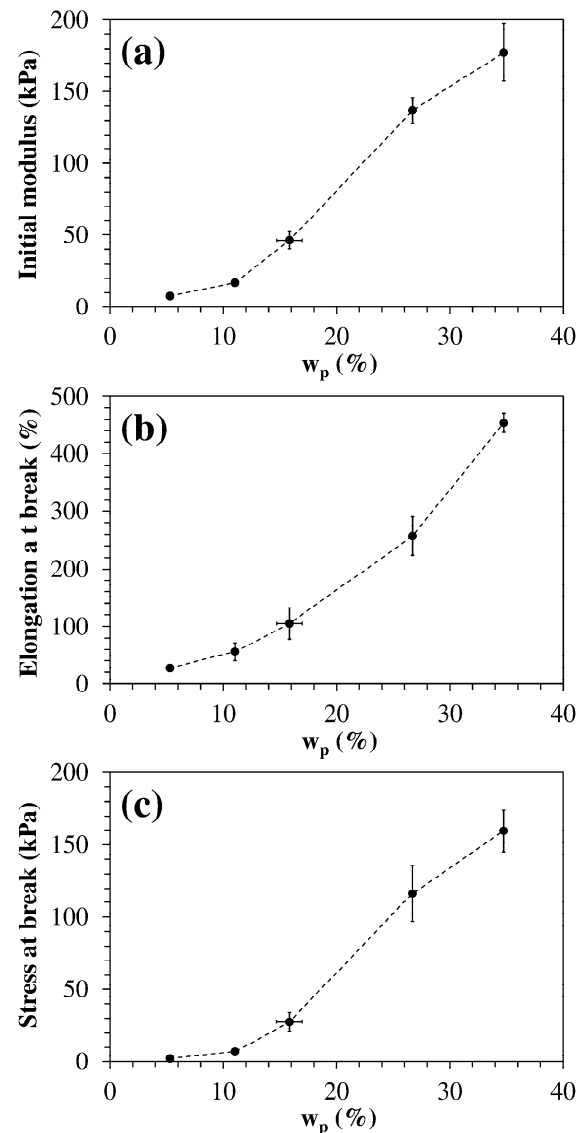 (a)
Initial modulus (kPa)
200
150
100
50
0
0 10 20 30 40
wp (%)
(b)
Elongation a t break (%)
500
400
300
200
100
0
0 10 20 30 40
wp (%)
(c)
Stress at break (kPa)
200
150
100
50
0
0 10 20 30 40
wp (%)